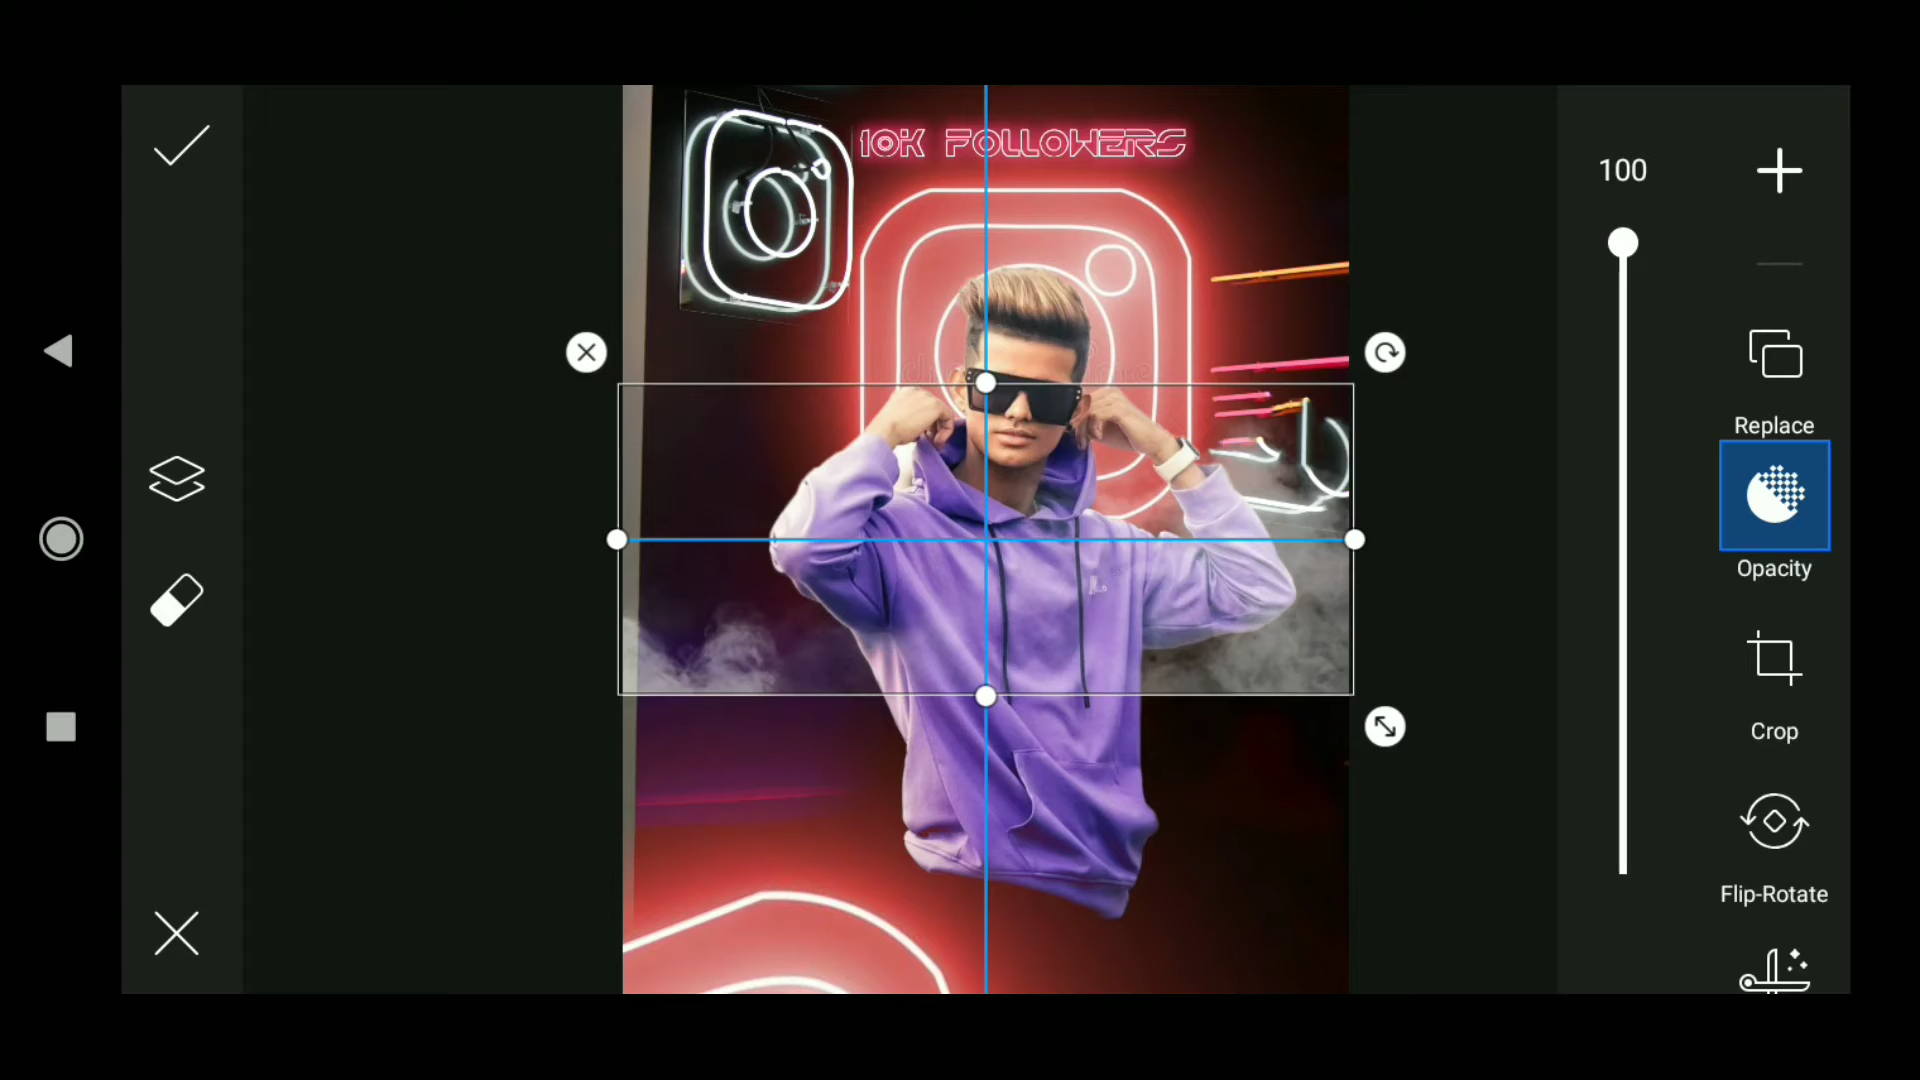 10K FOLLOWERS
100
Replace
Opacity
Crop
Flip-Rotate